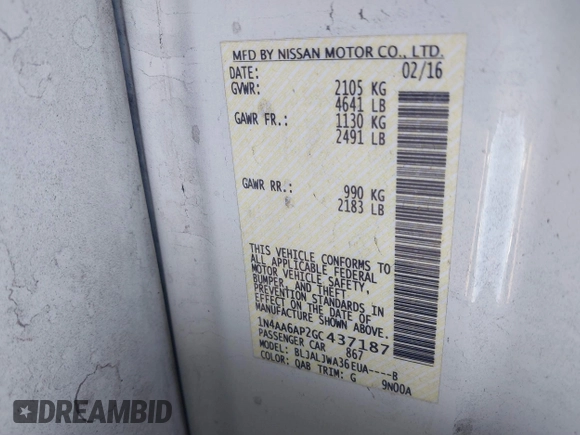 MFD BY NISSAN MOTOR CO., LTD.
DATE: 02/16
GVWR: 2105 KG
4641 LB
GAWR FR.: 1130 KG
2491 LB
GAWR RR.: 990 KG
2183 LB
THIS VEHICLE CONFORMS TO
ALL APPLICABLE FEDERAL
MOTOR VEHICLE SAFETY,
BUMPER, AND THEFT
PREVENTION STANDARDS IN
EFFECT ON THE DATE OF
MANUFACTURE SHOWN ABOVE.
1N4AA6AP2GC437187
PASSENGER CAR 867
MODEL: BLJALJWA36EUA----B
COLOR: QAB TRIM: G 9N00A
DREAMBID